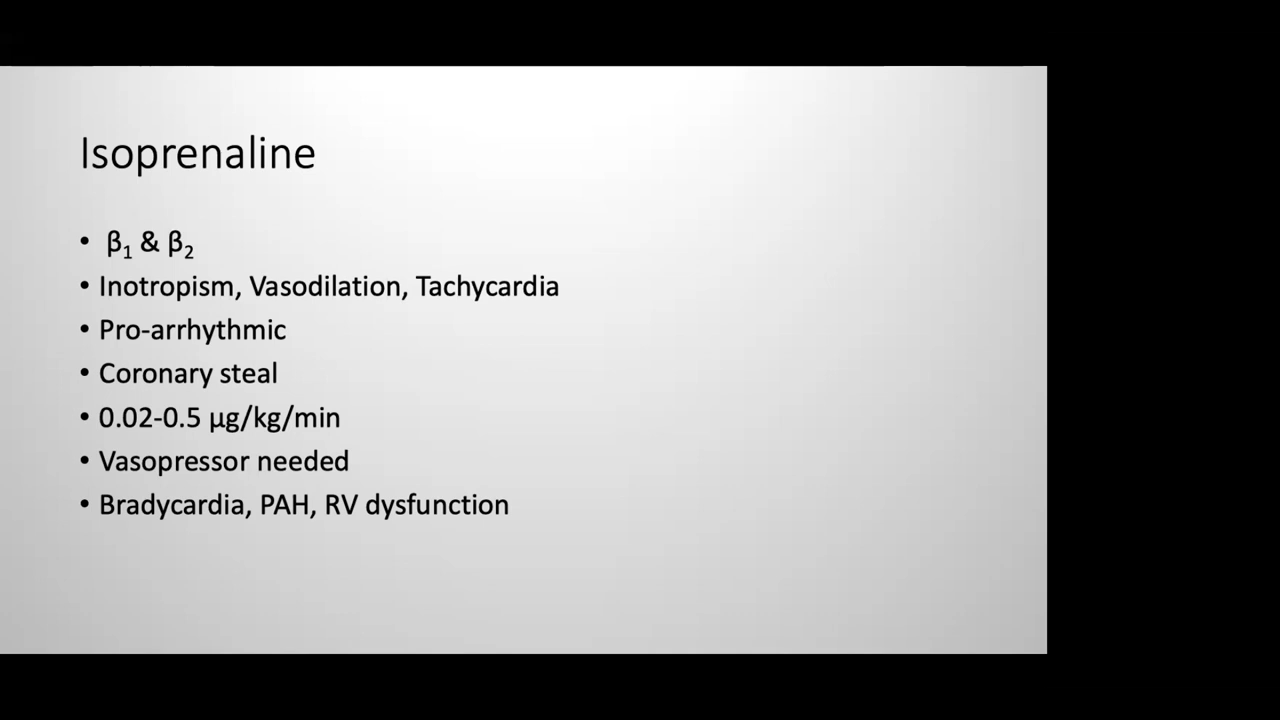 Isoprenaline
• β₁ & β₂
• Inotropism, Vasodilation, Tachycardia
• Pro-arrhythmic
• Coronary steal
• 0.02-0.5 µg/kg/min
• Vasopressor needed
• Bradycardia, PAH, RV dysfunction